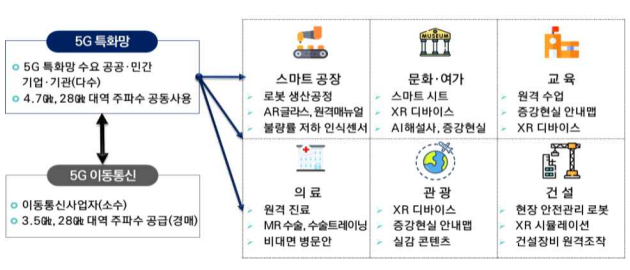 5G 특화망
5G 특화망 수요 공공·민간
기업·기관(다수)
4.7㎓, 28㎓ 대역 주파수 공동사용
5G 이동통신
이동통신사업자(소수)
3.5㎓, 28㎓ 대역 주파수 공급(경매)
스마트 공장
로봇 생산공정
AR글라스, 원격매뉴얼
불량률 저하 인식센서
MUSEUM
문화·여가
스마트 시트
XR 디바이스
AI해설사, 증강현실
교 육
원격 수업
증강현실 안내맵
XR 디바이스
의 료
원격 진료
MR수술, 수술트레이닝
비대면 병문안
관 광
XR 디바이스
증강현실 안내맵
실감 콘텐츠
건 설
현장 안전관리 로봇
XR 시뮬레이션
건설장비 원격조작